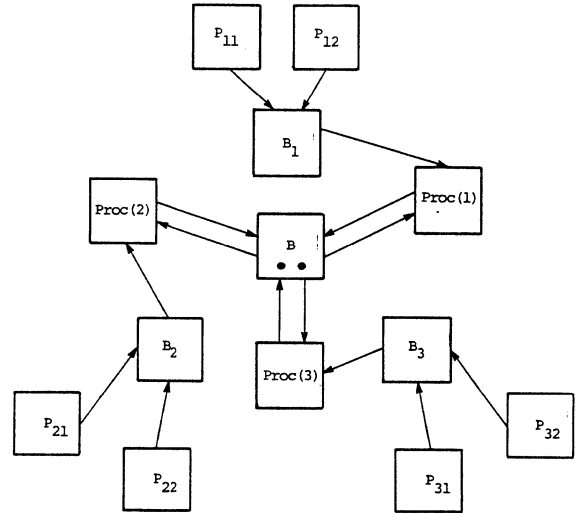 P11
P12
B1
Proc(1)
Proc(2)
B
B2
Proc(3)
B3
P21
P22
P31
P32